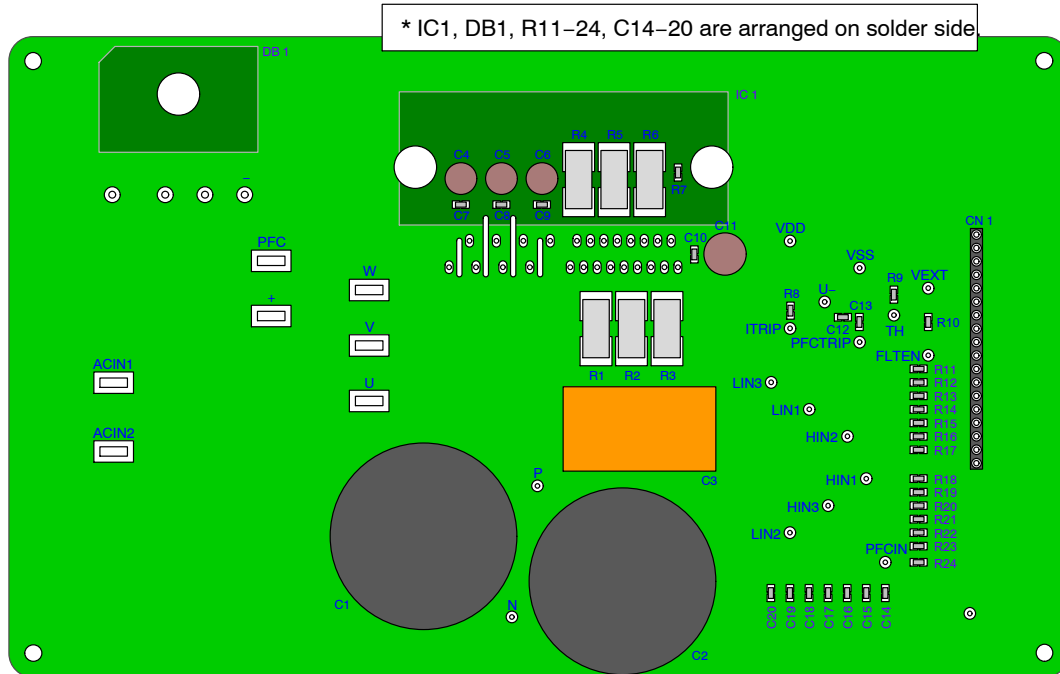 * IC1, DB1, R11–24, C14–20 are arranged on solder side.
DB 1
IC 1
R4 R5 R6
C4 C5 C6
R7
C7 C8 C9
–
CN 1
C11
VDD
PFC
C10
VSS
W
R9
VEXT
U–
+
R8
C13
V
ITRIP
C12
TH
R10
PFCTRIP
FLTEN
ACIN1
R1 R2 R3
R11
U
LIN3
R12
R13
LIN1
R14
R15
ACIN2
HIN2
R16
R17
P
C3
HIN1
R18
R19
HIN3
R20
R21
LIN2
R22
PFCIN
R23
R24
C1
N
C20 C19 C18 C17 C16 C15 C14
C2